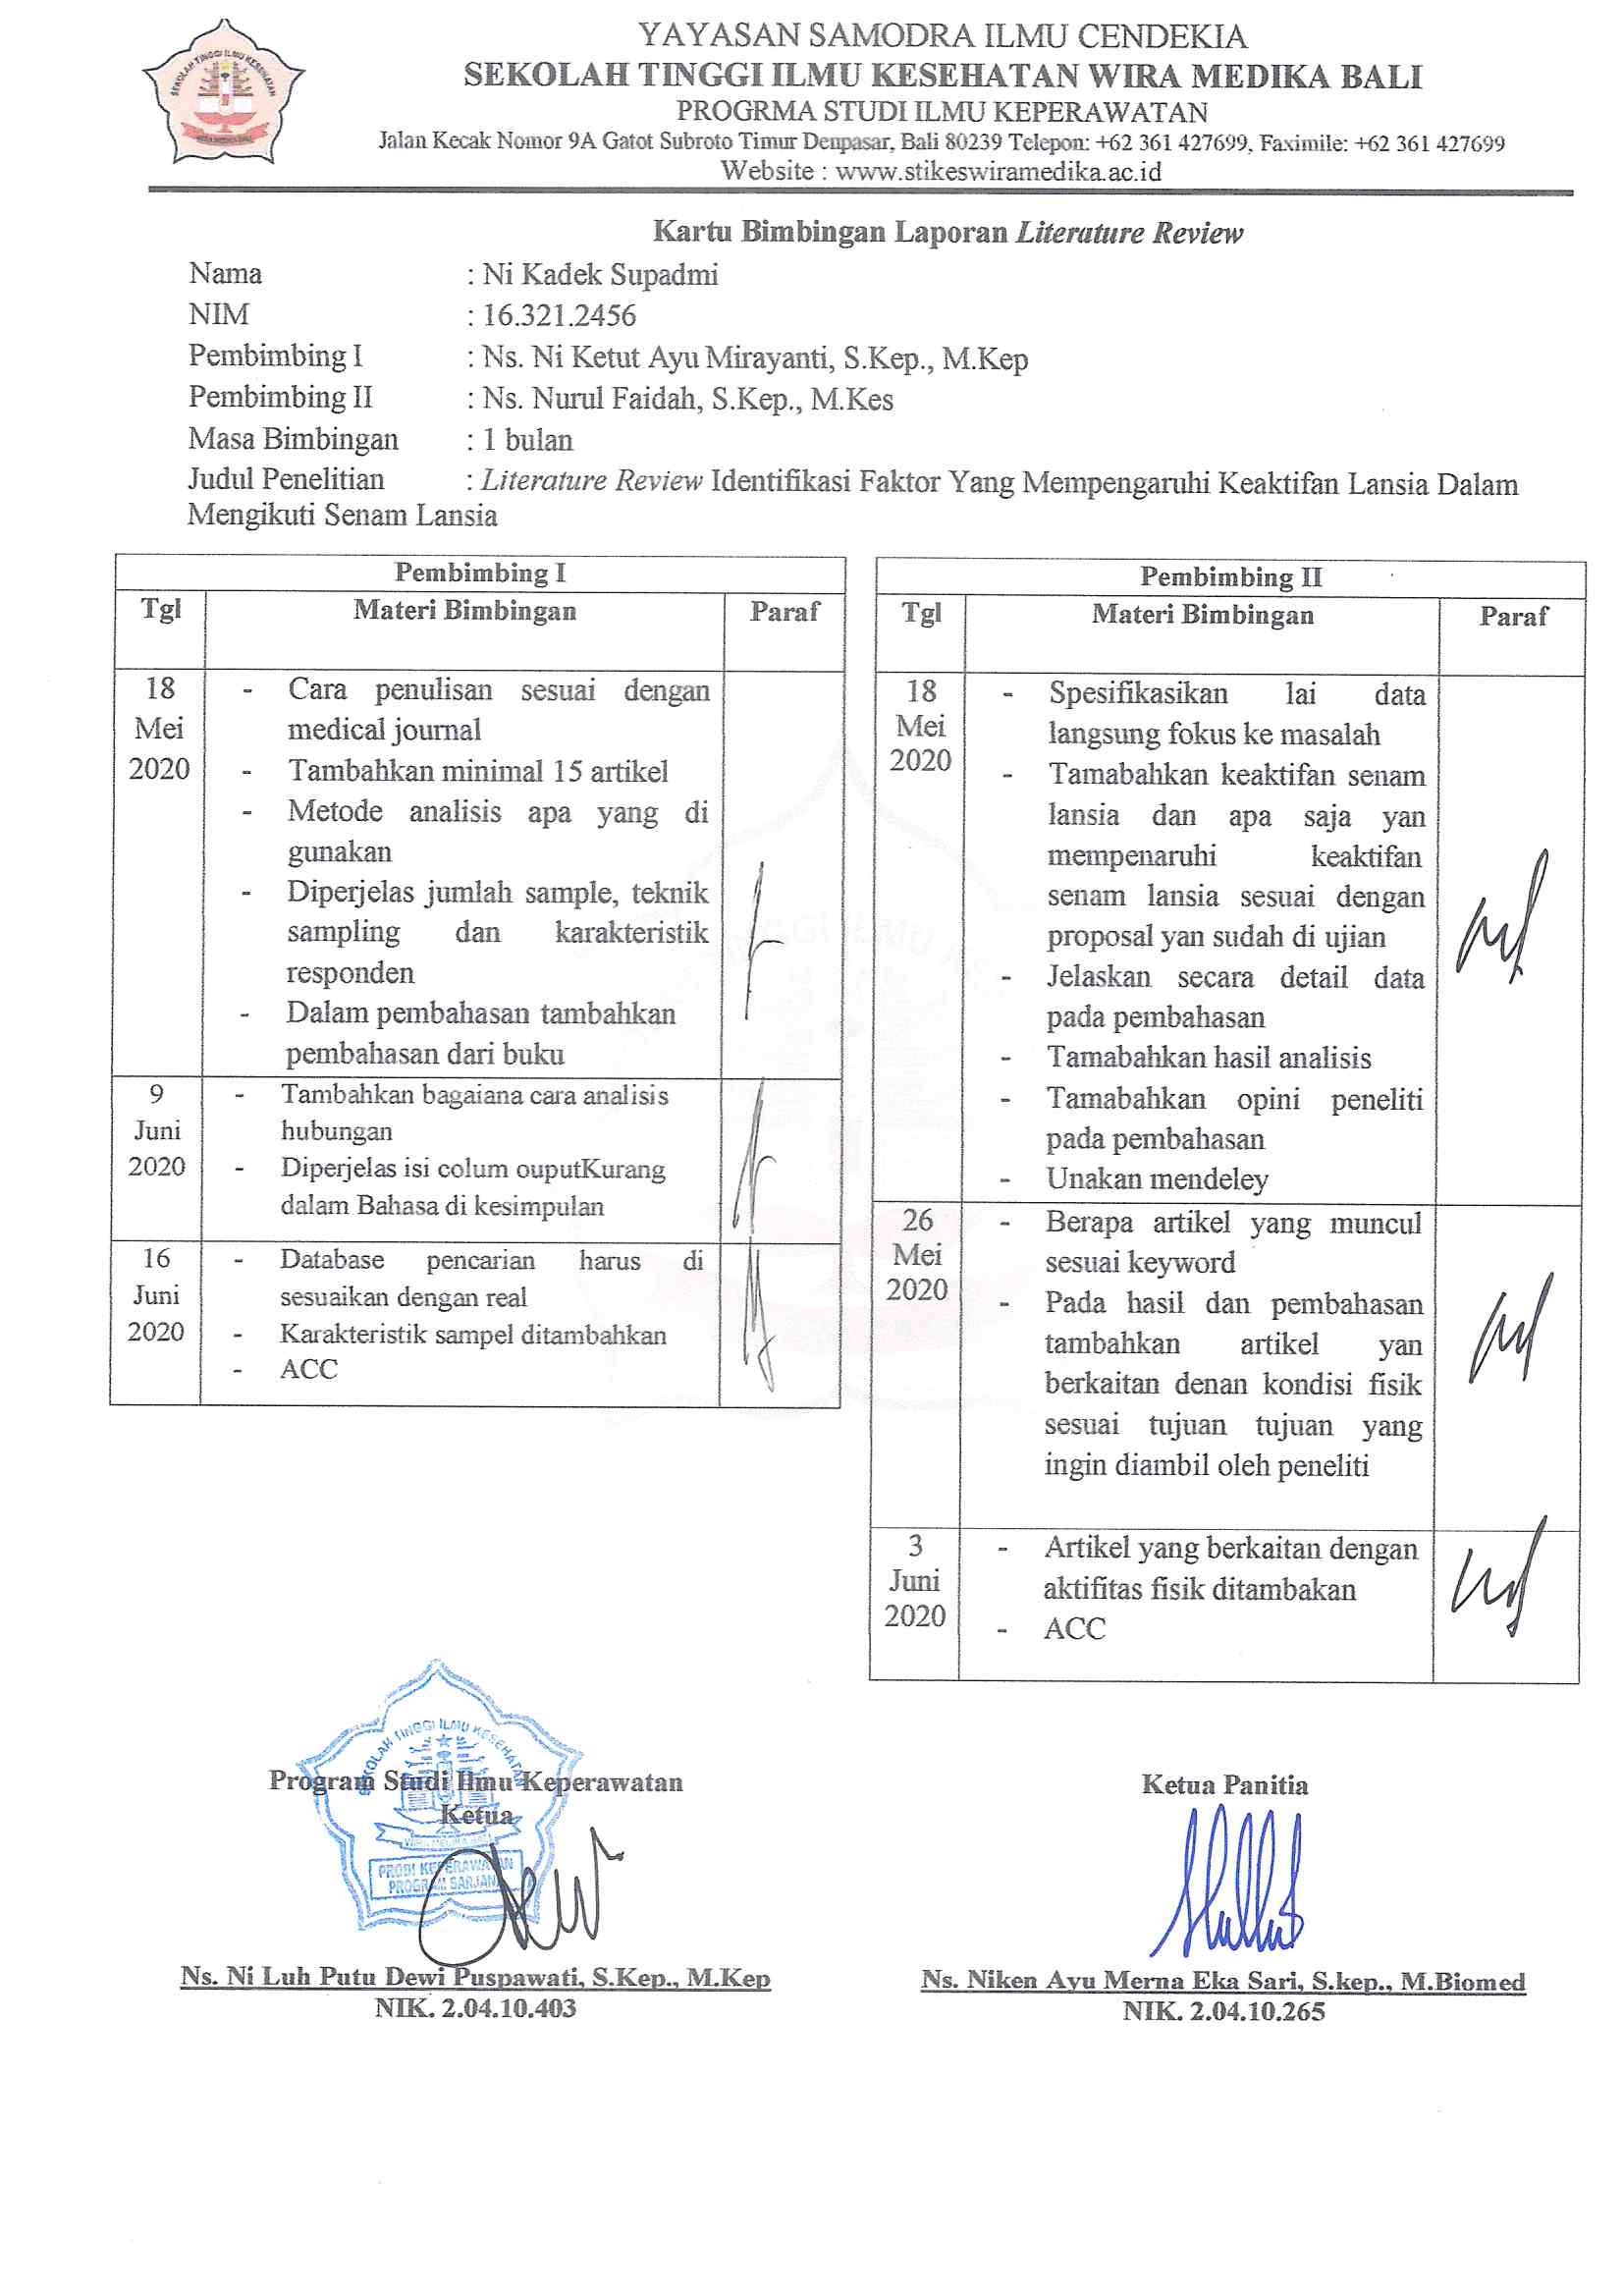 YAYASAN SAMODRA ILMU CENDEKIA
SEKOLAH TINGGI ILMU KESEHATAN WIRA MEDIKA BALI
PROGRMA STUDI ILMU KEPERAWATAN
Jalan Kecak Nomor 9A Gatot Subroto Timur Denpasar, Bali 80239 Telepon: +62 361 427699, Faximile: +62 361 427699
Website : www.stikeswiramedika.ac.id
Kartu Bimbingan Laporan Literature Review
Nama : Ni Kadek Supadmi
NIM : 16.321.2456
Pembimbing I : Ns. Ni Ketut Ayu Mirayanti, S.Kep., M.Kep
Pembimbing II : Ns. Nurul Faidah, S.Kep., M.Kes
Masa Bimbingan : 1 bulan
Judul Penelitian : Literature Review Identifikasi Faktor Yang Mempengaruhi Keaktifan Lansia Dalam
Mengikuti Senam Lansia
Pembimbing I
Tgl Materi Bimbingan Paraf
18 - Cara penulisan sesuai dengan
Mei medical journal
2020 - Tambahkan minimal 15 artikel
- Metode analisis apa yang di
gunakan
- Diperjelas jumlah sample, teknik
sampling dan karakteristik
responden
- Dalam pembahasan tambahkan
pembahasan dari buku
9 - Tambahkan bagaiana cara analisis
Juni hubungan
2020 - Diperjelas isi colum ouputKurang
dalam Bahasa di kesimpulan
16 - Database pencarian harus di
Juni sesuaikan dengan real
2020 - Karakteristik sampel ditambahkan
- ACC
Pembimbing II
Tgl Materi Bimbingan Paraf
18 - Spesifikasikan lai data
Mei langsung fokus ke masalah
2020 - Tamabahkan keaktifan senam
lansia dan apa saja yan
mempenaruhi keaktifan
senam lansia sesuai dengan
proposal yan sudah di ujian
- Jelaskan secara detail data
pada pembahasan
- Tamabahkan hasil analisis
- Tamabahkan opini peneliti
pada pembahasan
- Unakan mendeley
26 - Berapa artikel yang muncul
Mei sesuai keyword
2020 - Pada hasil dan pembahasan
tambahkan artikel yan
berkaitan denan kondisi fisik
sesuai tujuan tujuan yang
ingin diambil oleh peneliti
3 - Artikel yang berkaitan dengan
Juni aktifitas fisik ditambakan
2020 - ACC
Program Studi Ilmu Keperawatan
Ketua
SEKOLAH TINGGI ILMU KESEHATAN
WIRA MEDIKA BALI
PRODI KEPERAWATAN
PROGRAM SARJANA
Ns. Ni Luh Putu Dewi Puspawati, S.Kep., M.Kep
NIK. 2.04.10.403
Ketua Panitia
Ns. Niken Ayu Merna Eka Sari, S.kep., M.Biomed
NIK. 2.04.10.265